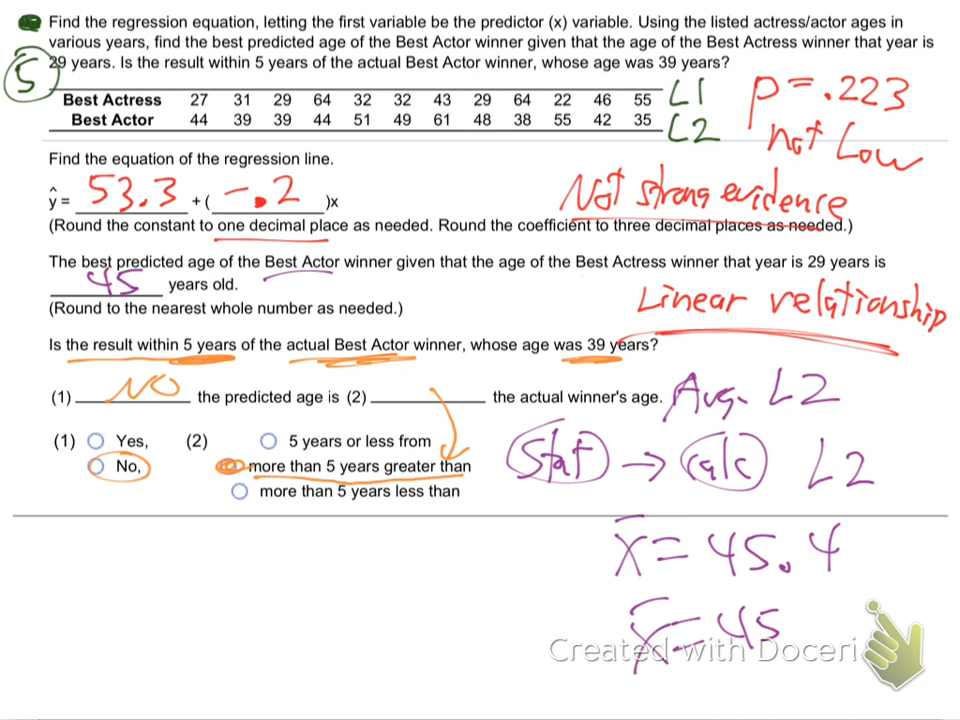 Find the regression equation, letting the first variable be the predictor (x) variable. Using the listed actress/actor ages in
various years, find the best predicted age of the Best Actor winner given that the age of the Best Actress winner that year is
5 29 years. Is the result within 5 years of the actual Best Actor winner, whose age was 39 years?
Best Actress 27 31 29 64 32 32 43 29 64 22 46 55 L1
Best Actor 44 39 39 44 51 49 61 48 38 55 42 35 L2
p = .223
not Low
Find the equation of the regression line.
ŷ = 53.3 + ( -.2 )x
Not strong evidence
(Round the constant to one decimal place as needed. Round the coefficient to three decimal places as needed.)
The best predicted age of the Best Actor winner given that the age of the Best Actress winner that year is 29 years is
45 years old.
Linear relationship
(Round to the nearest whole number as needed.)
Is the result within 5 years of the actual Best Actor winner, whose age was 39 years?
(1) NO the predicted age is (2) the actual winner's age.
Avg. L2
(1) Yes, (2) 5 years or less from
No, more than 5 years greater than
more than 5 years less than
Stat → Calc L2
x̄ = 45.4
x̄ = 45
Created with Doceri